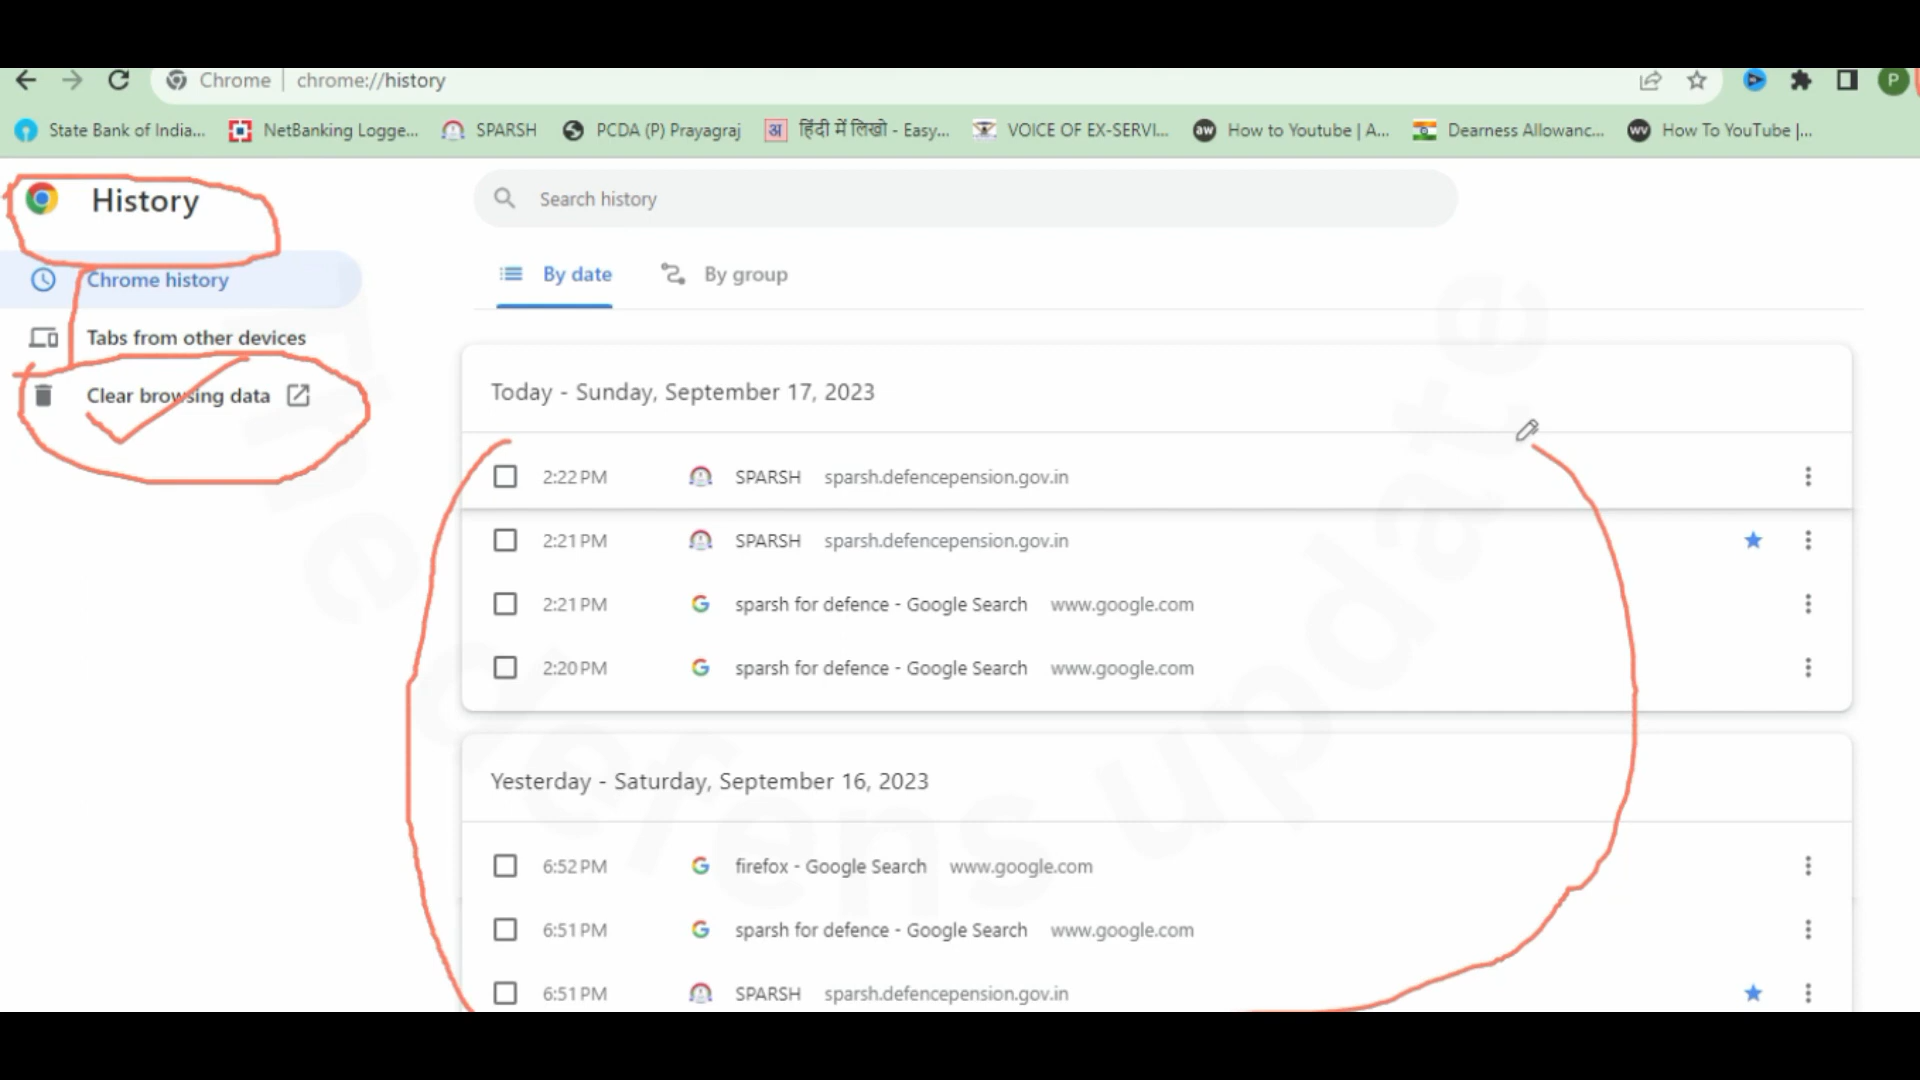 Chrome | chrome://history
P
State Bank of India... NetBanking Logge... SPARSH PCDA (P) Prayagraj अ हिंदी में लिखो - Easy... VOICE OF EX-SERVI... aw How to Youtube | A... Dearness Allowanc... wv How To YouTube |...
History
Search history
Chrome history
By date By group
Tabs from other devices
Clear browsing data
Today - Sunday, September 17, 2023
2:22 PM SPARSH sparsh.defencepension.gov.in
2:21 PM SPARSH sparsh.defencepension.gov.in
2:21 PM sparsh for defence - Google Search www.google.com
2:20 PM sparsh for defence - Google Search www.google.com
Yesterday - Saturday, September 16, 2023
6:52 PM firefox - Google Search www.google.com
6:51 PM sparsh for defence - Google Search www.google.com
6:51 PM SPARSH sparsh.defencepension.gov.in
The defens update